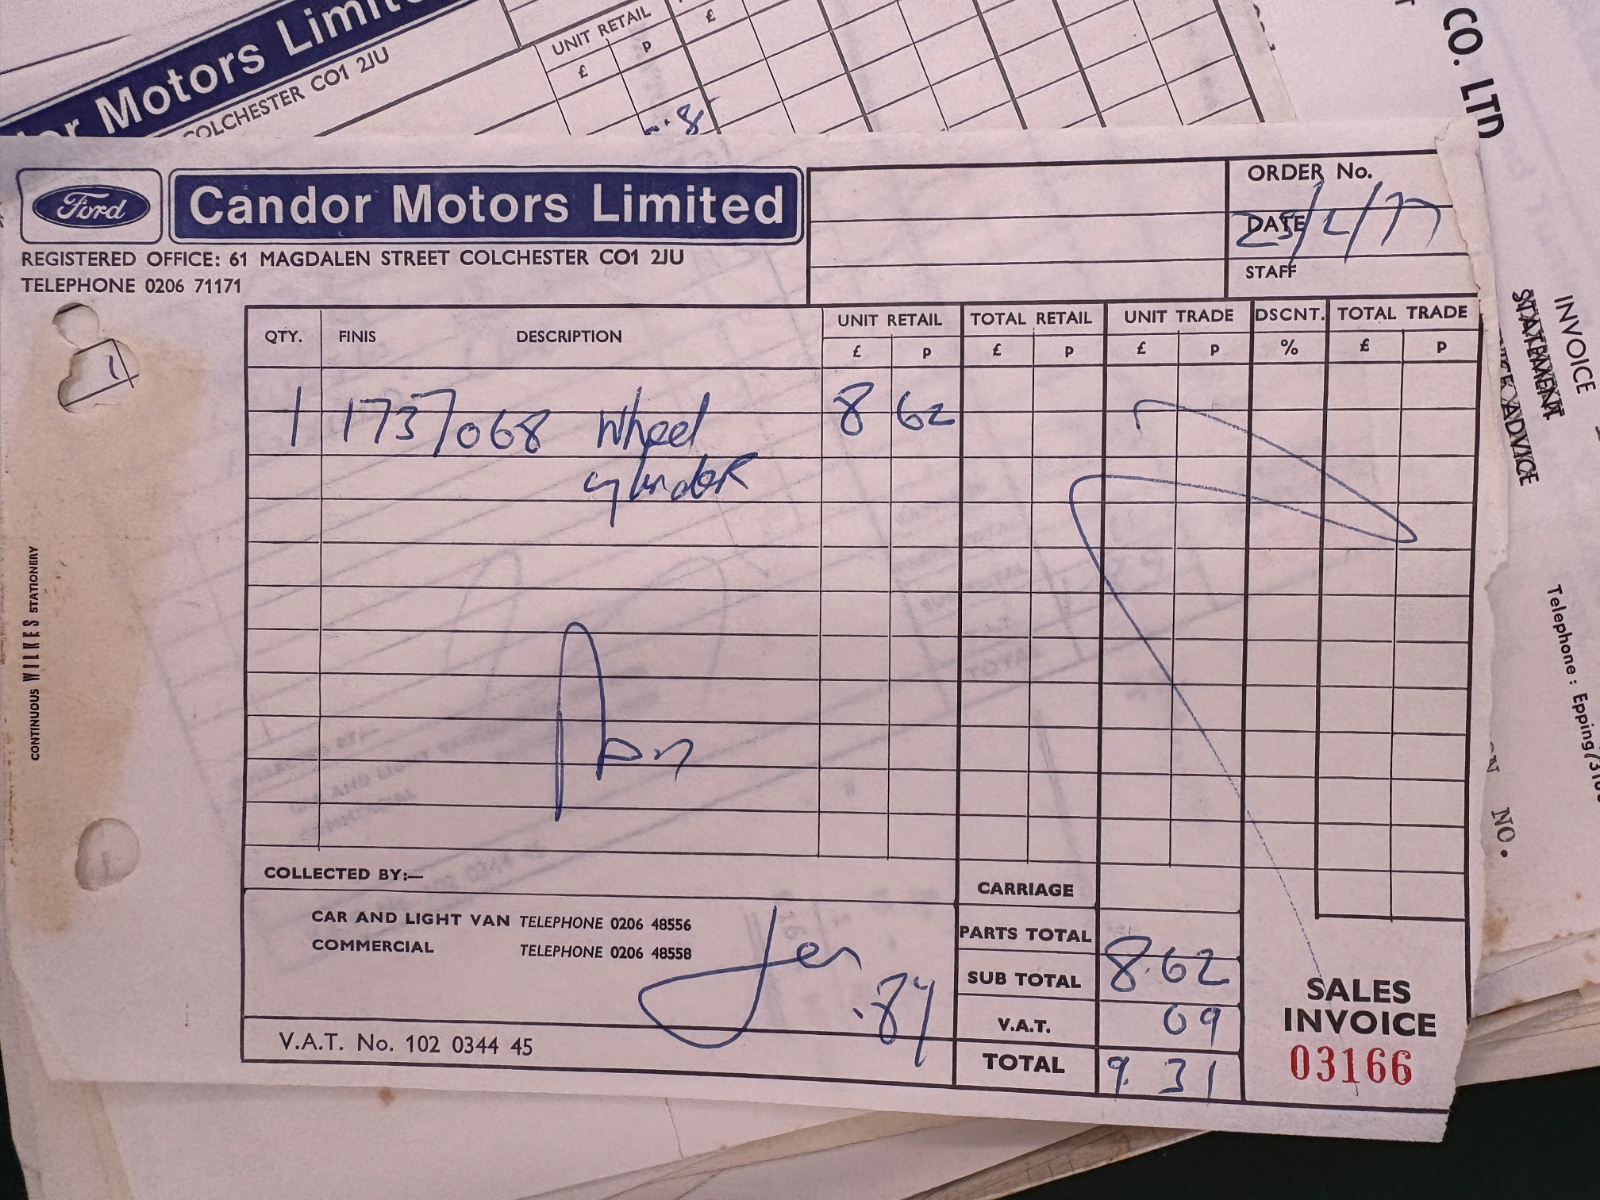 Motors Limite
COLCHESTER CO1 2JU
UNIT RETAIL
£ P £
CO. LTD
Ford
Candor Motors Limited
REGISTERED OFFICE: 61 MAGDALEN STREET COLCHESTER CO1 2JU
TELEPHONE 0206 71171
ORDER No.
DATE
STAFF
QTY. FINIS DESCRIPTION UNIT RETAIL TOTAL RETAIL UNIT TRADE DSCNT. TOTAL TRADE
£ P £ P £ P % £ P
1 1737068 Wheel 8 62
cylinder
COLLECTED BY:—
CAR AND LIGHT VAN TELEPHONE 0206 48556
COMMERCIAL TELEPHONE 0206 48558
.84
V.A.T. No. 102 0344 45
CARRIAGE
PARTS TOTAL
SUB TOTAL 8.62
V.A.T. 69
TOTAL 9.31
SALES
INVOICE
03166
CONTINUOUS WILKES STATIONERY
INVOICE
STATEMENT
ADVICE
Telephone: Epping
NO.